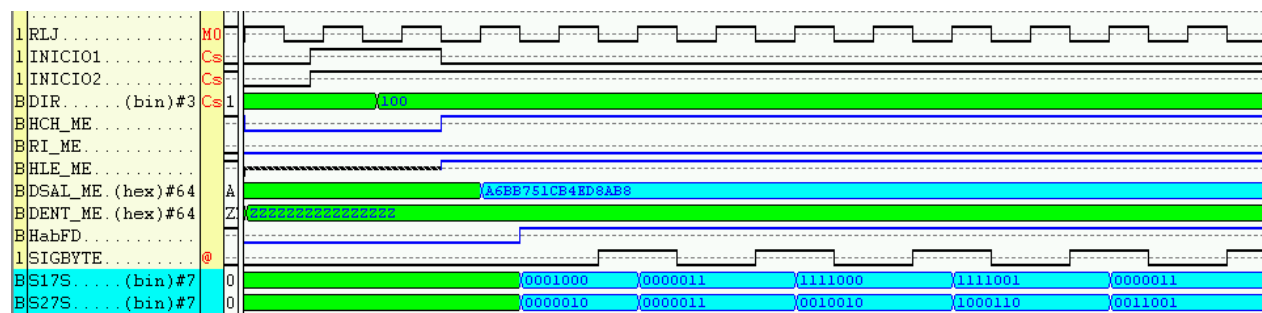 1 RLJ.............. M0
1 INICIO1.......... Cs
1 INICIO2.......... Cs
B DIR......(bin)#3 Cs 1 100
B HCH_ME...........
B RI_ME............
B HLE_ME...........
B DSAL_ME.(hex)#64 A A6BB751CB4ED8AB8
B DENT_ME.(hex)#64 Z ZZZZZZZZZZZZZZZZ
B HabFD............
1 SIGBYTE.......... @
B S17S.....(bin)#7 0 0001000 0000011 1111000 1111001 0000011
B S27S.....(bin)#7 0 0000010 0000011 0010010 1000110 0011001